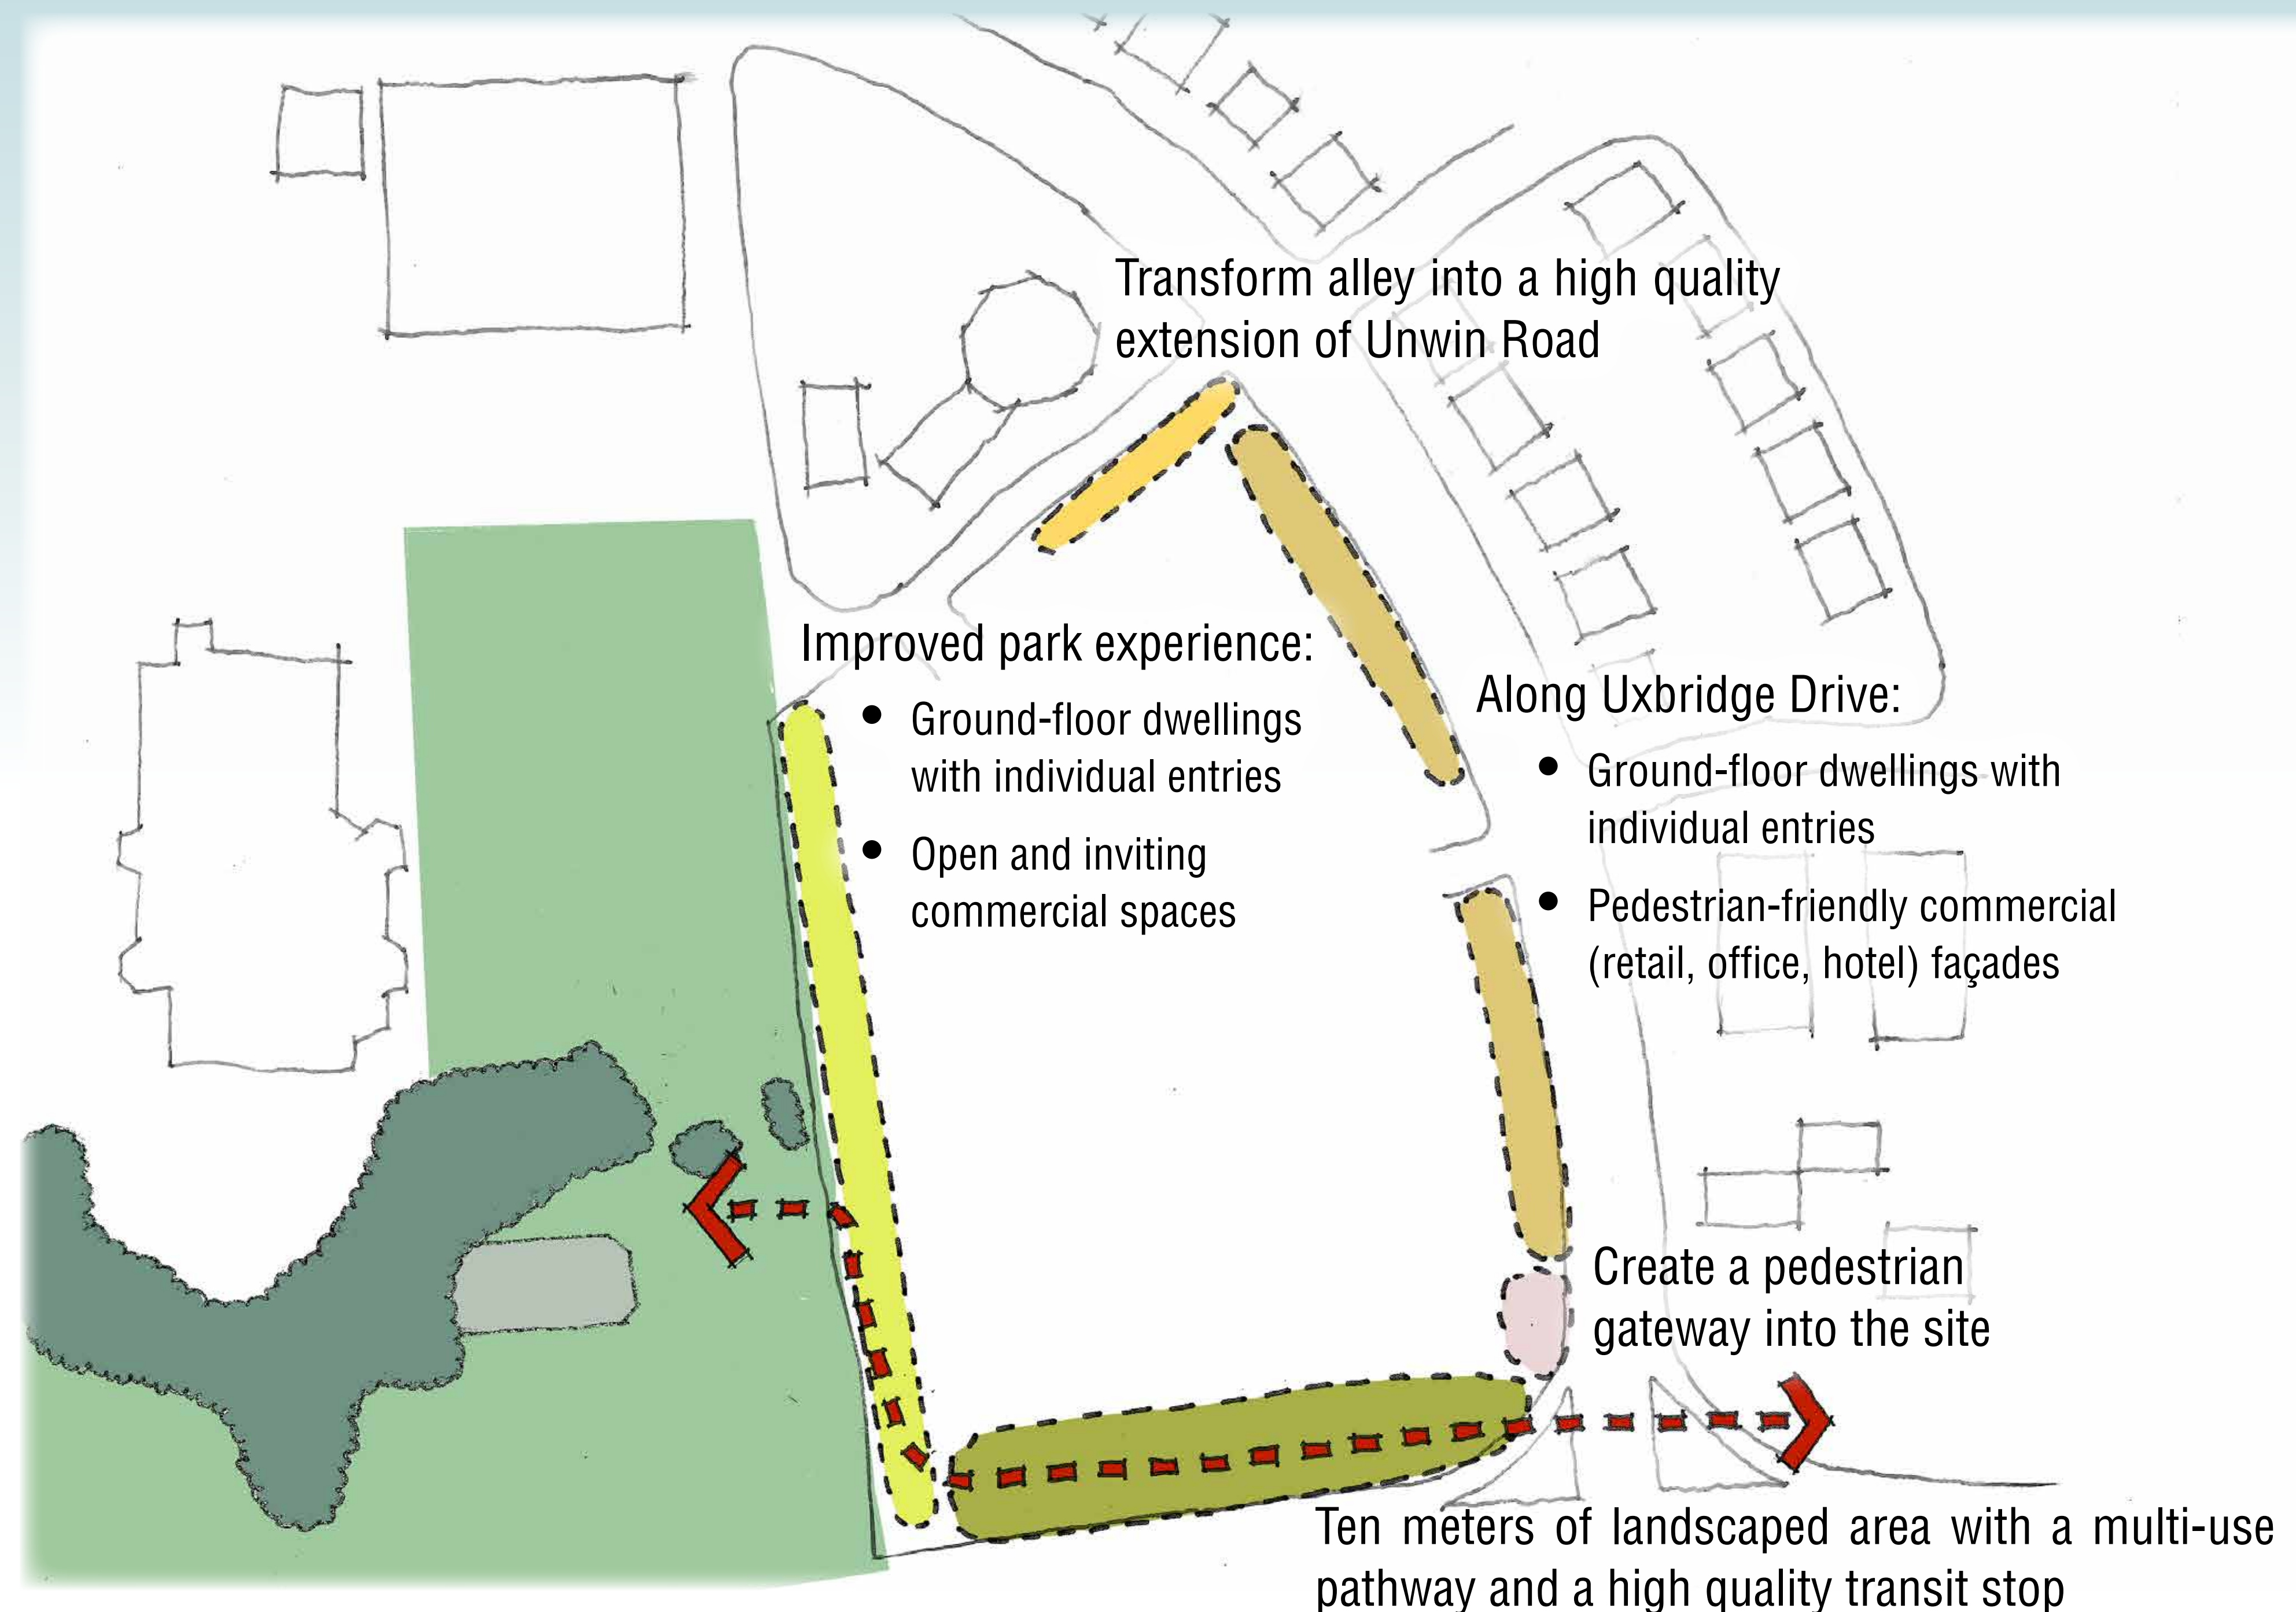 Transform alley into a high quality
extension of Unwin Road
Improved park experience:
• Ground-floor dwellings
with individual entries
• Open and inviting
commercial spaces
Along Uxbridge Drive:
• Ground-floor dwellings with
individual entries
• Pedestrian-friendly commercial
(retail, office, hotel) façades
Create a pedestrian
gateway into the site
Ten meters of landscaped area with a multi-use
pathway and a high quality transit stop